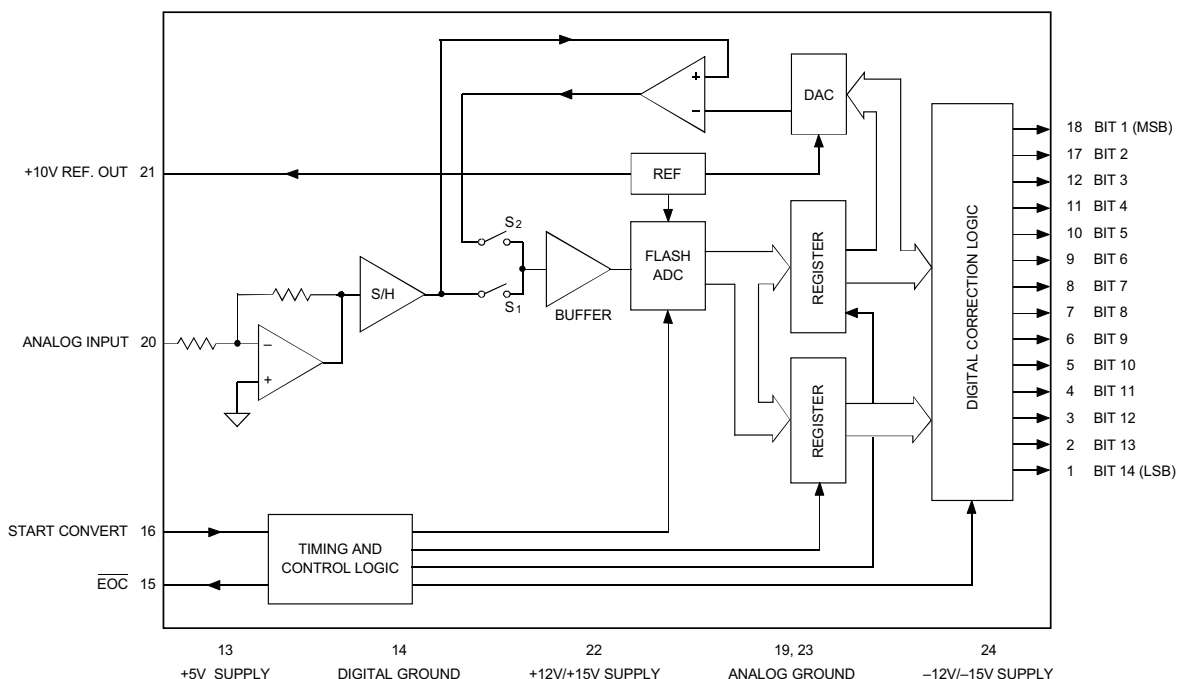 +
−
DAC
18 BIT 1 (MSB)
17 BIT 2
12 BIT 3
11 BIT 4
10 BIT 5
9 BIT 6
8 BIT 7
7 BIT 8
6 BIT 9
5 BIT 10
4 BIT 11
3 BIT 12
2 BIT 13
1 BIT 14 (LSB)
+10V REF. OUT 21
REF
S2
S/H
S1
BUFFER
FLASH
ADC
REGISTER
REGISTER
DIGITAL CORRECTION LOGIC
ANALOG INPUT 20
−
+
START CONVERT 16
TIMING AND
CONTROL LOGIC
E̅O̅C̅ 15
13
+5V SUPPLY
14
DIGITAL GROUND
22
+12V/+15V SUPPLY
19, 23
ANALOG GROUND
24
–12V/–15V SUPPLY